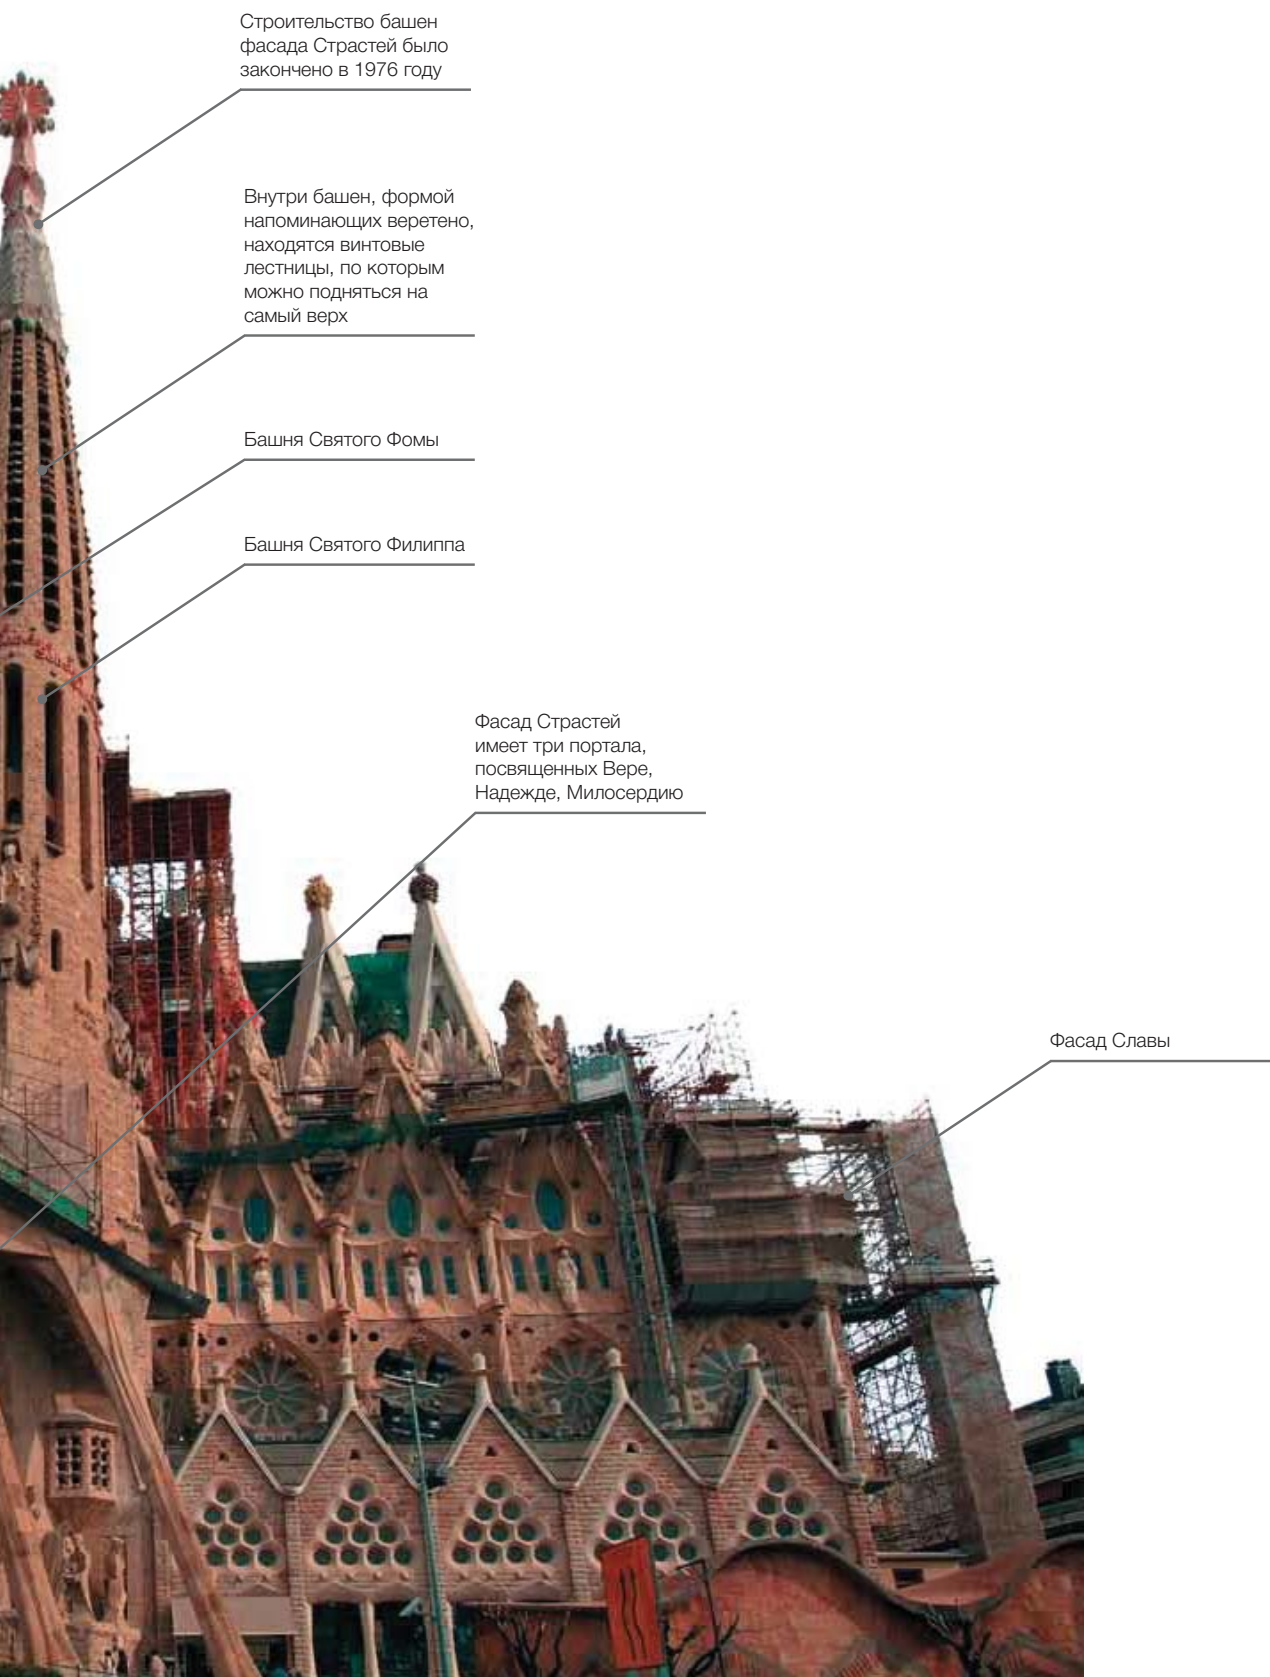 Строительство башен
фасада Страстей было
закончено в 1976 году
Внутри башен, формой
напоминающих веретено,
находятся винтовые
лестницы, по которым
можно подняться на
самый верх
Башня Святого Фомы
Башня Святого Филиппа
Фасад Страстей
имеет три портала,
посвященных Вере,
Надежде, Милосердию
Фасад Славы